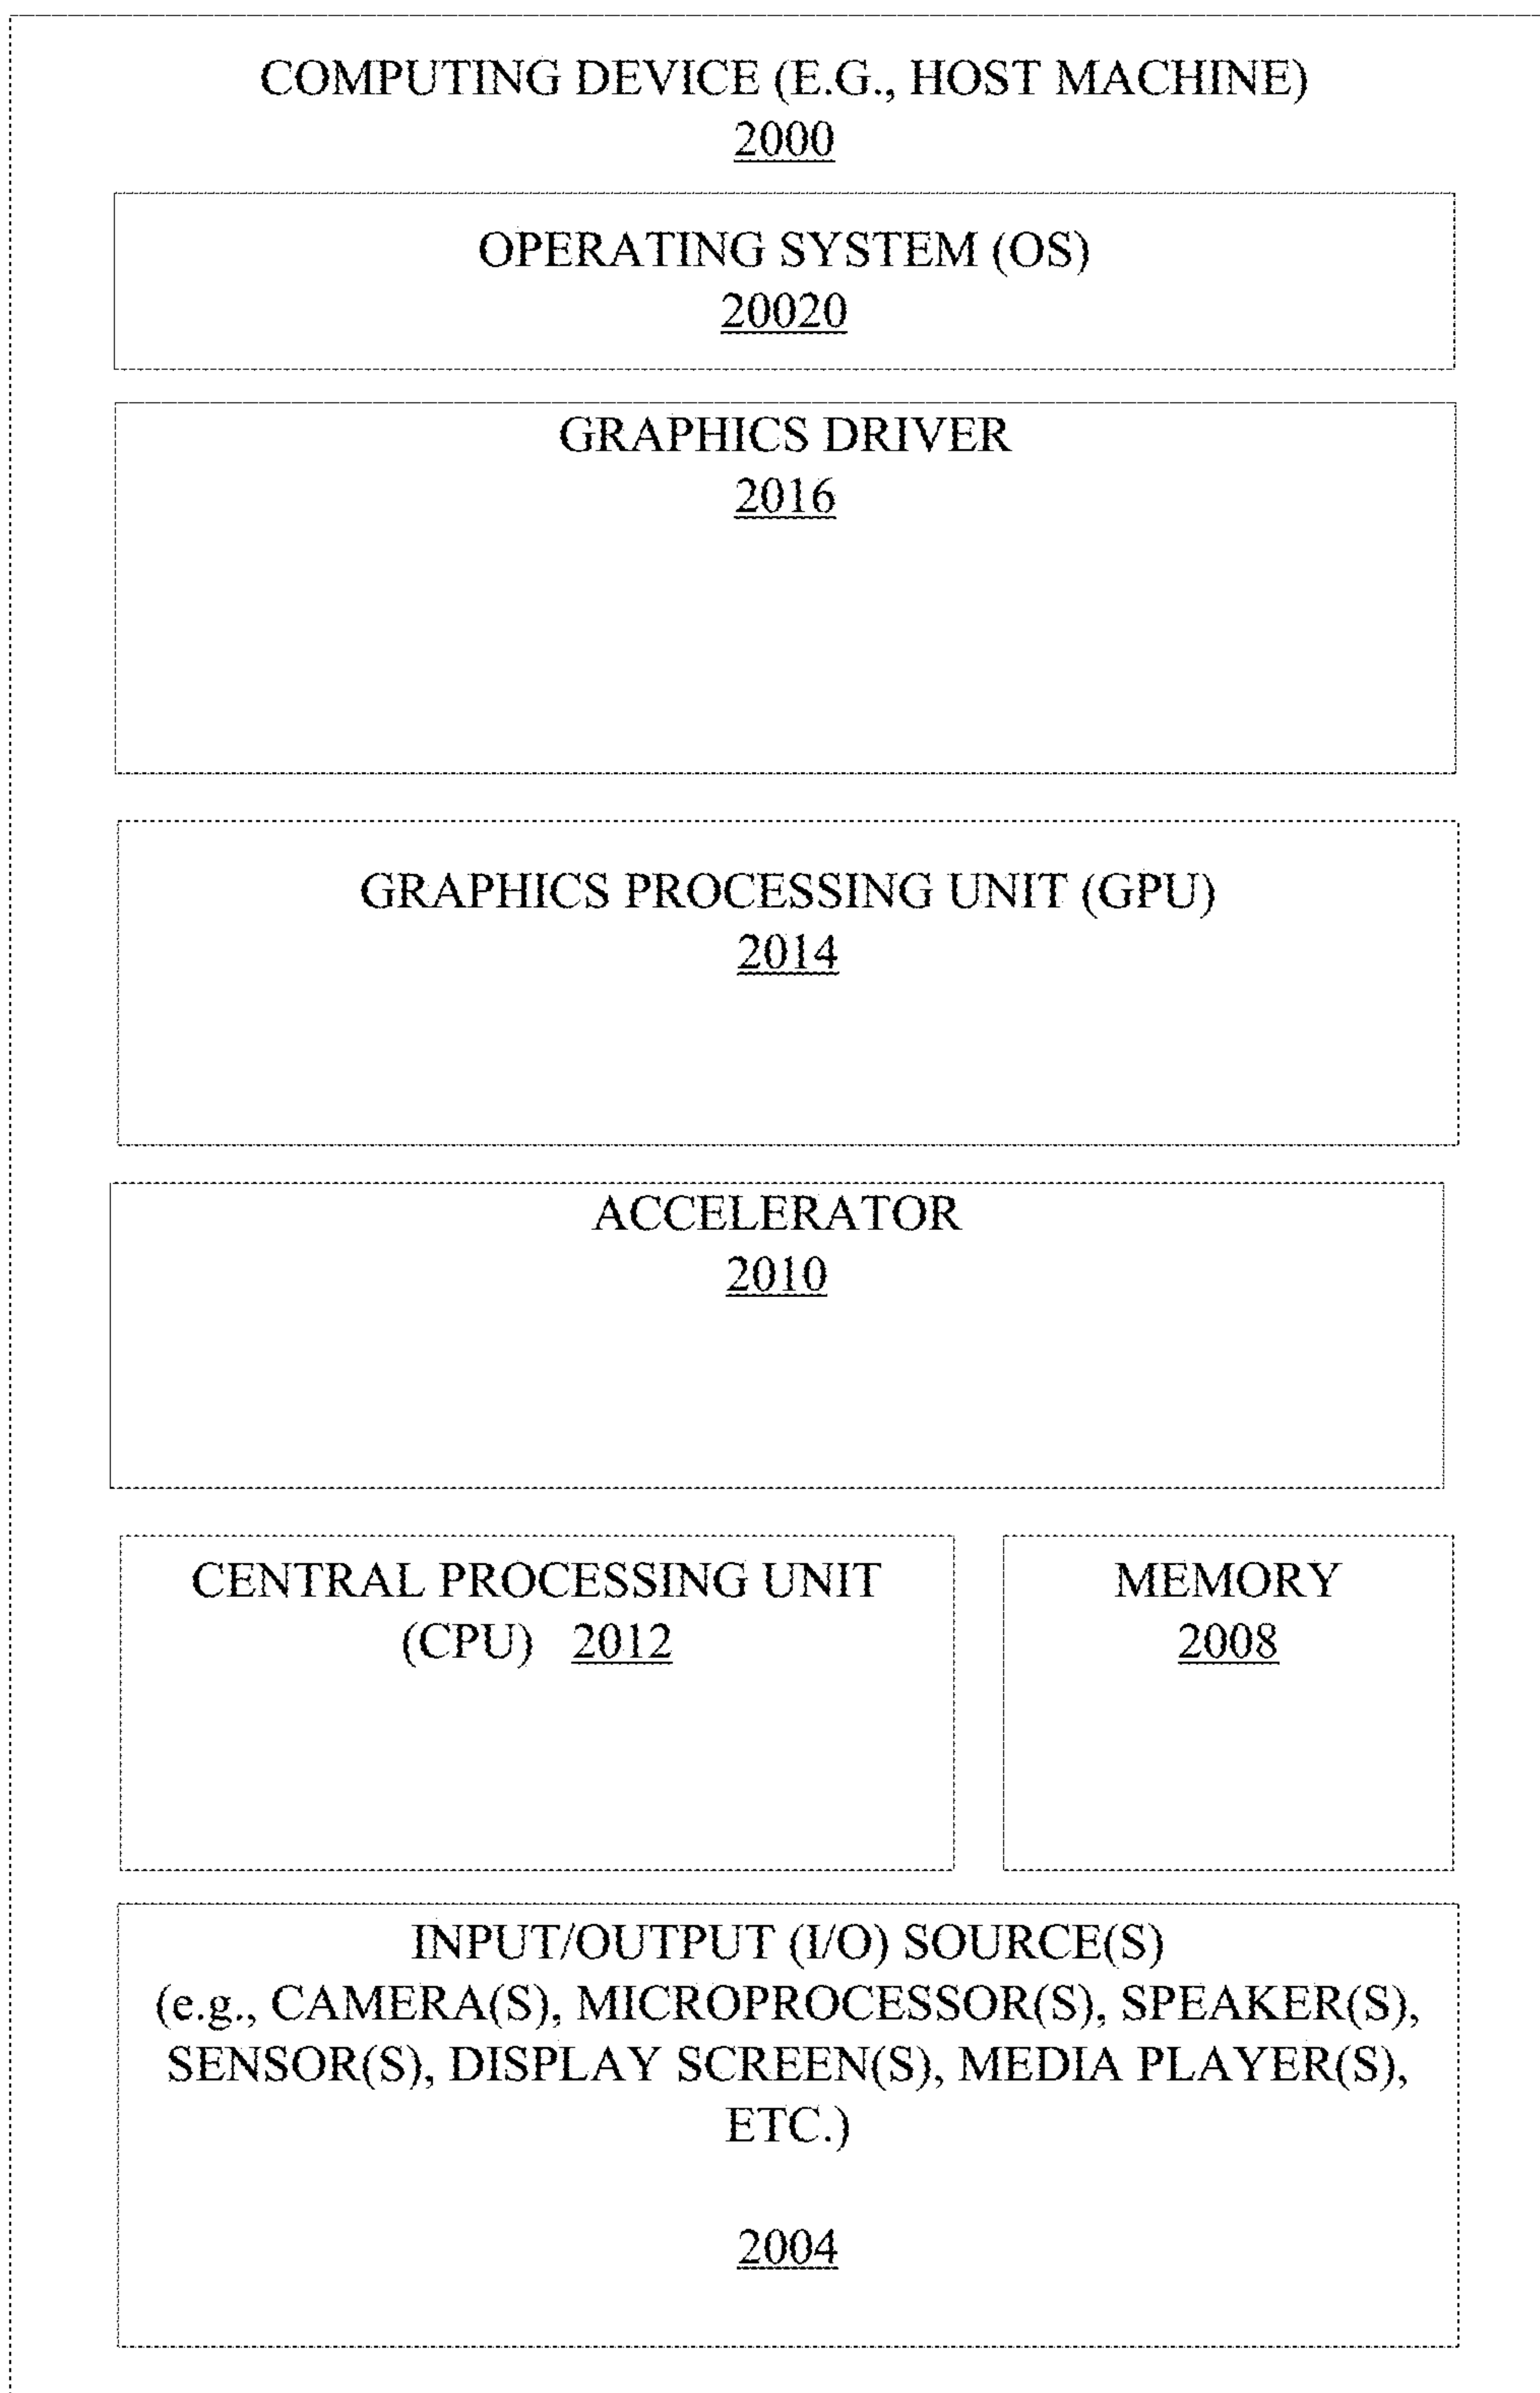 COMPUTING DEVICE (E.G., HOST MACHINE)
2000
OPERATING SYSTEM (OS)
20020
GRAPHICS DRIVER
2016
GRAPHICS PROCESSING UNIT (GPU)
2014
ACCELERATOR
2010
CENTRAL PROCESSING UNIT
(CPU) 2012
MEMORY
2008
INPUT/OUTPUT (I/O) SOURCE(S)
(e.g., CAMERA(S), MICROPROCESSOR(S), SPEAKER(S),
SENSOR(S), DISPLAY SCREEN(S), MEDIA PLAYER(S),
ETC.)
2004